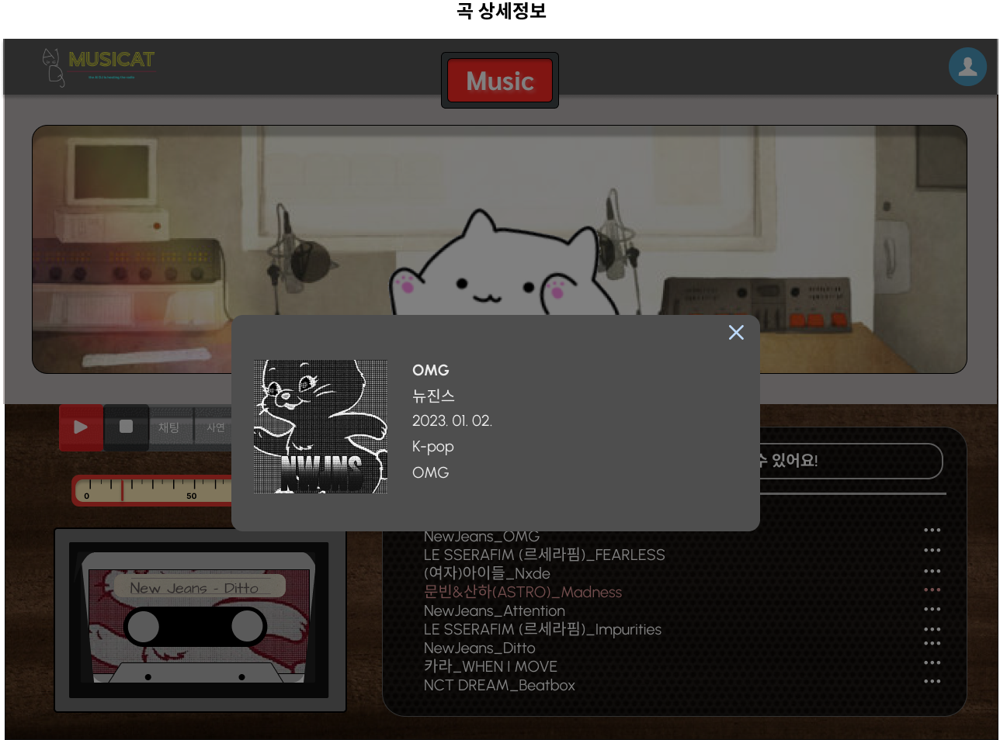 곡 상세정보
MUSICAT
Music
OMG
뉴진스
2023. 01. 02.
K-pop
OMG
NWJNS
채팅 사연
수 있어요!
0 50
NewJeans_OMG
LE SSERAFIM (르세라핌)_FEARLESS
(여자)아이들_Nxde
문빈&산하(ASTRO)_Madness
NewJeans_Attention
LE SSERAFIM (르세라핌)_Impurities
NewJeans_Ditto
카라_WHEN I MOVE
NCT DREAM_Beatbox
New Jeans - Ditto